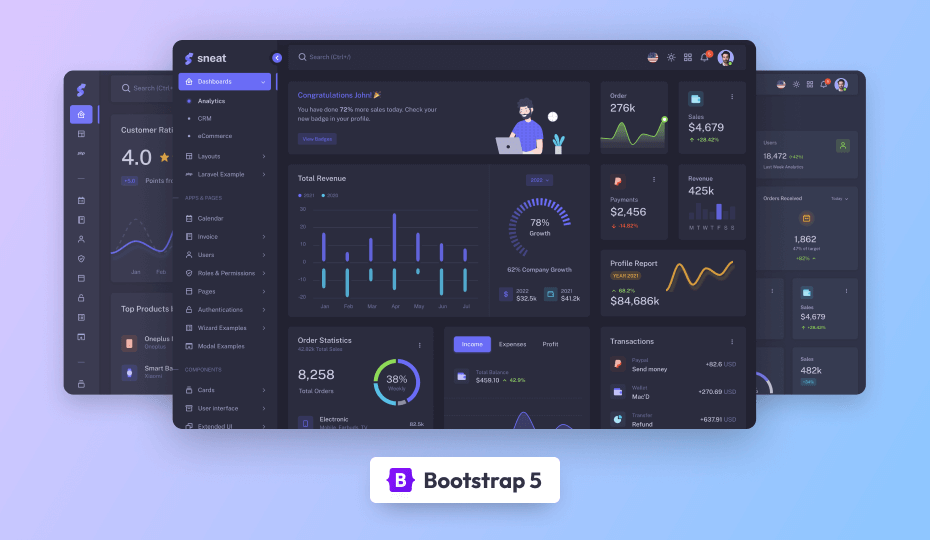 sneat
Dashboards
Analytics
CRM
eCommerce
Layouts
Laravel Example
APPS & PAGES
Calendar
Invoice
Users
Roles & Permissions
Pages
Authentications
Wizard Examples
Modal Examples
COMPONENTS
Cards
User interface
Extended UI
Search (Ctrl+/)
Congratulations John!
You have done 72% more sales today. Check your
new badge in your profile.
View Badges
Order
276k
Sales
$4,679
+28.42%
Total Revenue
2021
2020
30
20
10
0
-10
-20
Jan
Feb
Mar
Apr
May
Jun
Jul
2022
78%
Growth
62% Company Growth
2022
$32.5k
2021
$41.2k
Payments
$2,456
-14.82%
Revenue
425k
M T W T F S S
Profile Report
YEAR 2021
68.2%
$84,686k
Order Statistics
42.82k Total Sales
8,258
Total Orders
38%
Weekly
Electronic
Mobile, Earbuds, TV
82.5k
Income
Expenses
Profit
Total Balance
$459.10
42.9%
Transactions
Paypal
Send money
+82.6 USD
Wallet
Mac'D
+270.69 USD
Transfer
Refund
+637.91 USD
Search (Ctrl+
Customer Rati
4.0
+5.0
Points fro
Jan
Feb
Top Products b
Oneplus
Oneplus
Smart Ba
Xiaomi
Users
18,472 (+42%)
Last Week Analytics
Orders Received
Today
1,862
47% of target
+82%
Sales
$4,679
+28.42%
Sales
482k
+34%
B
Bootstrap 5